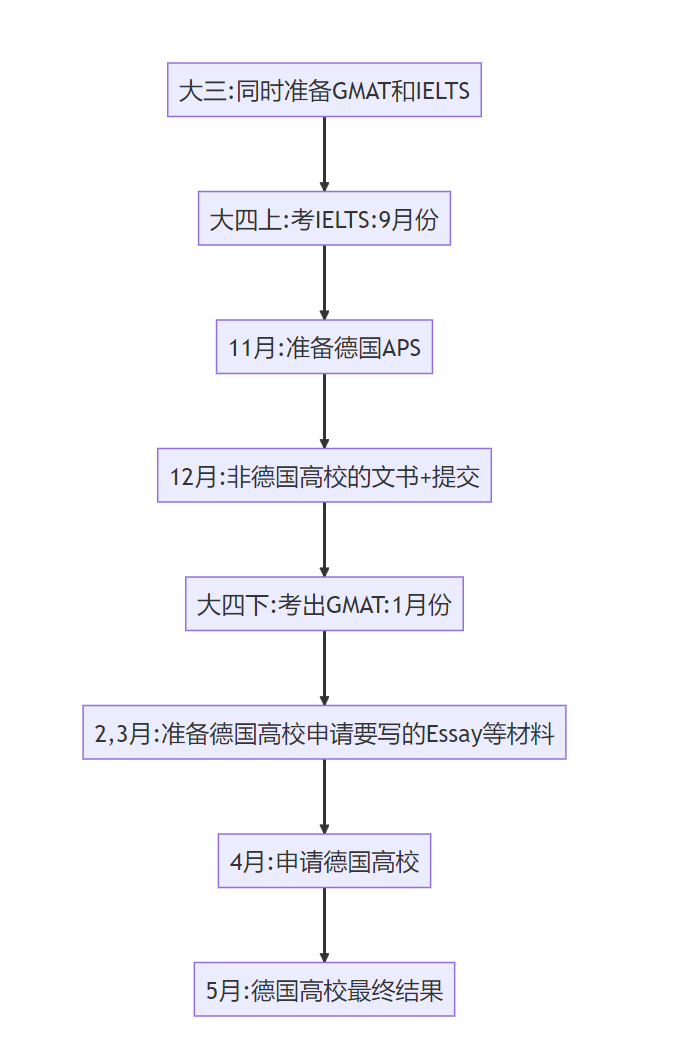 大三:同时准备GMAT和IELTS
大四上:考IELTS:9月份
11月:准备德国APS
12月:非德国高校的文书+提交
大四下:考出GMAT:1月份
2,3月:准备德国高校申请要写的Essay等材料
4月:申请德国高校
5月:德国高校最终结果